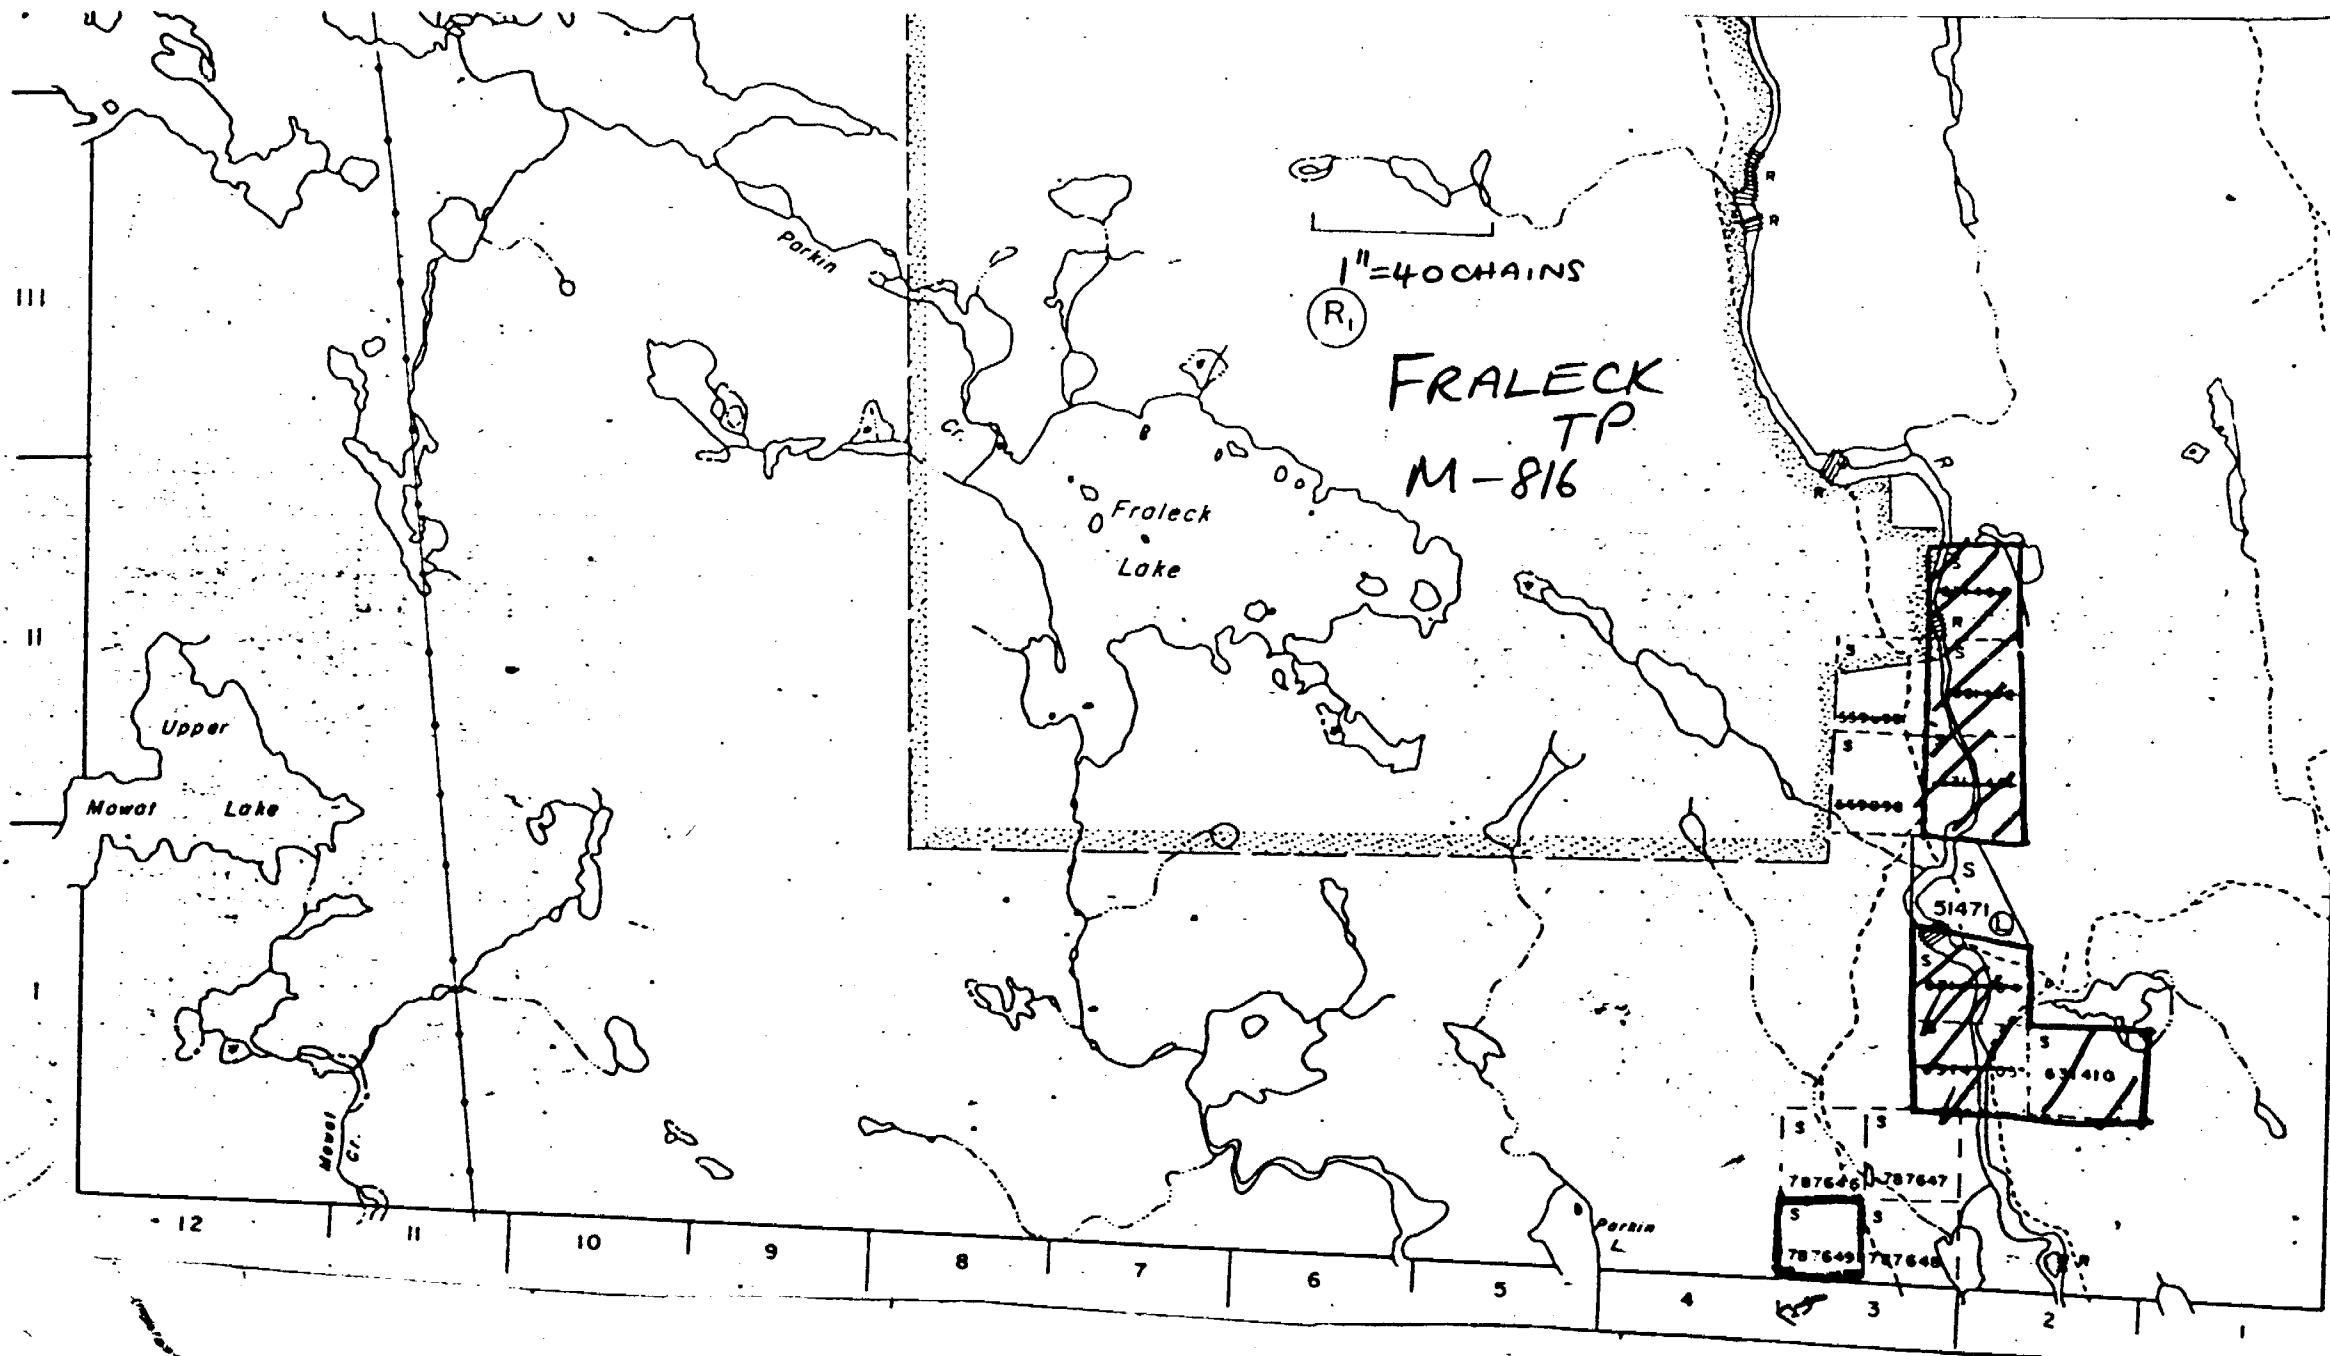 Parkin
1"=40 CHAINS
R₁
R
R
III
FRALECK
TP
M-816
Cr.
R
R
Fraleck
Lake
S
R
S
II
S
S
Upper
Mowat Lake
S
51471
L
S
I
S
631410
Mowat
Cr.
S
S
787646
787647
S
S
787649
787648
Parkin
L
R
12
11
10
9
8
7
6
5
4
3
2
1